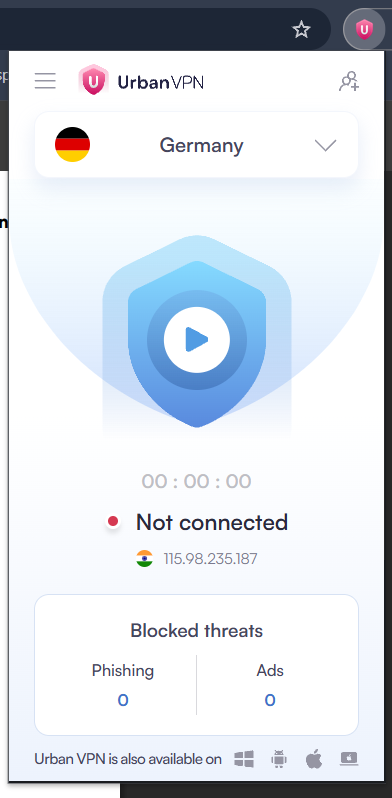 sp
U
U UrbanVPN
Germany
n
00 : 00 : 00
Not connected
115.98.235.187
Blocked threats
Phishing Ads
0 0
Urban VPN is also available on